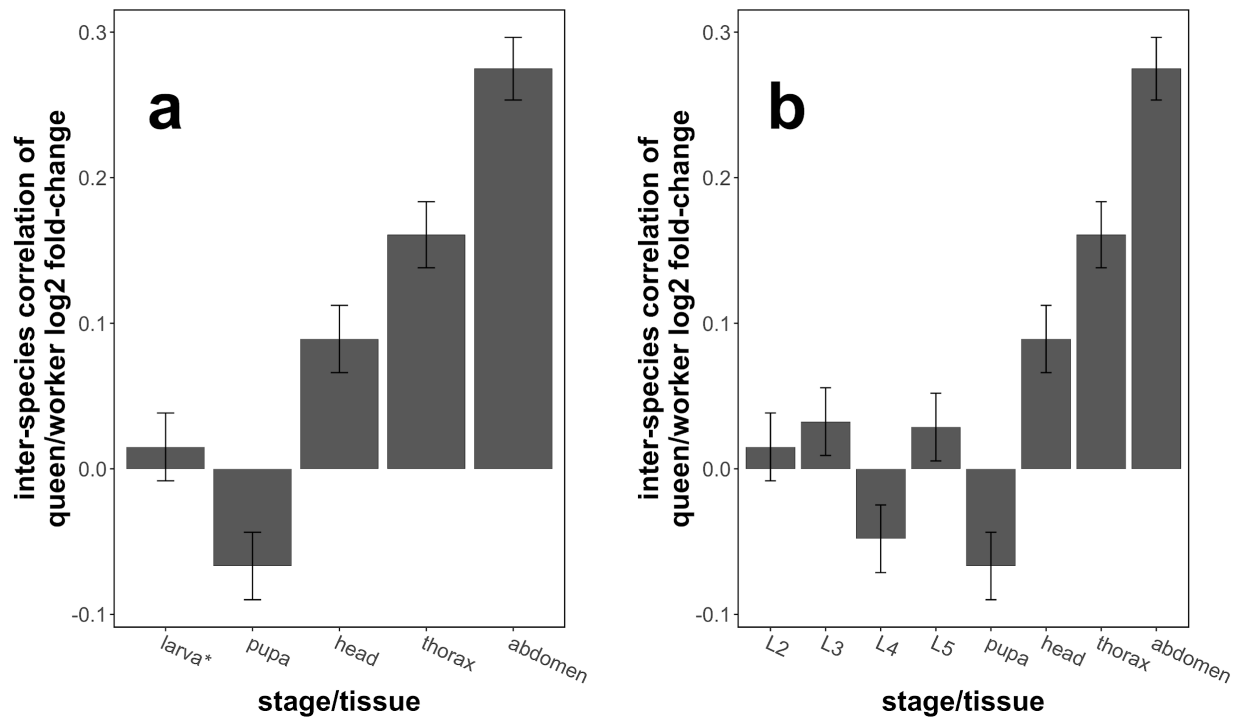 a
inter-species correlation of
queen/worker log2 fold-change
0.3
0.2
0.1
0.0
-0.1
larva*
pupa
head
thorax
abdomen
stage/tissue
b
inter-species correlation of
queen/worker log2 fold-change
0.3
0.2
0.1
0.0
-0.1
L2
L3
L4
L5
pupa
head
thorax
abdomen
stage/tissue